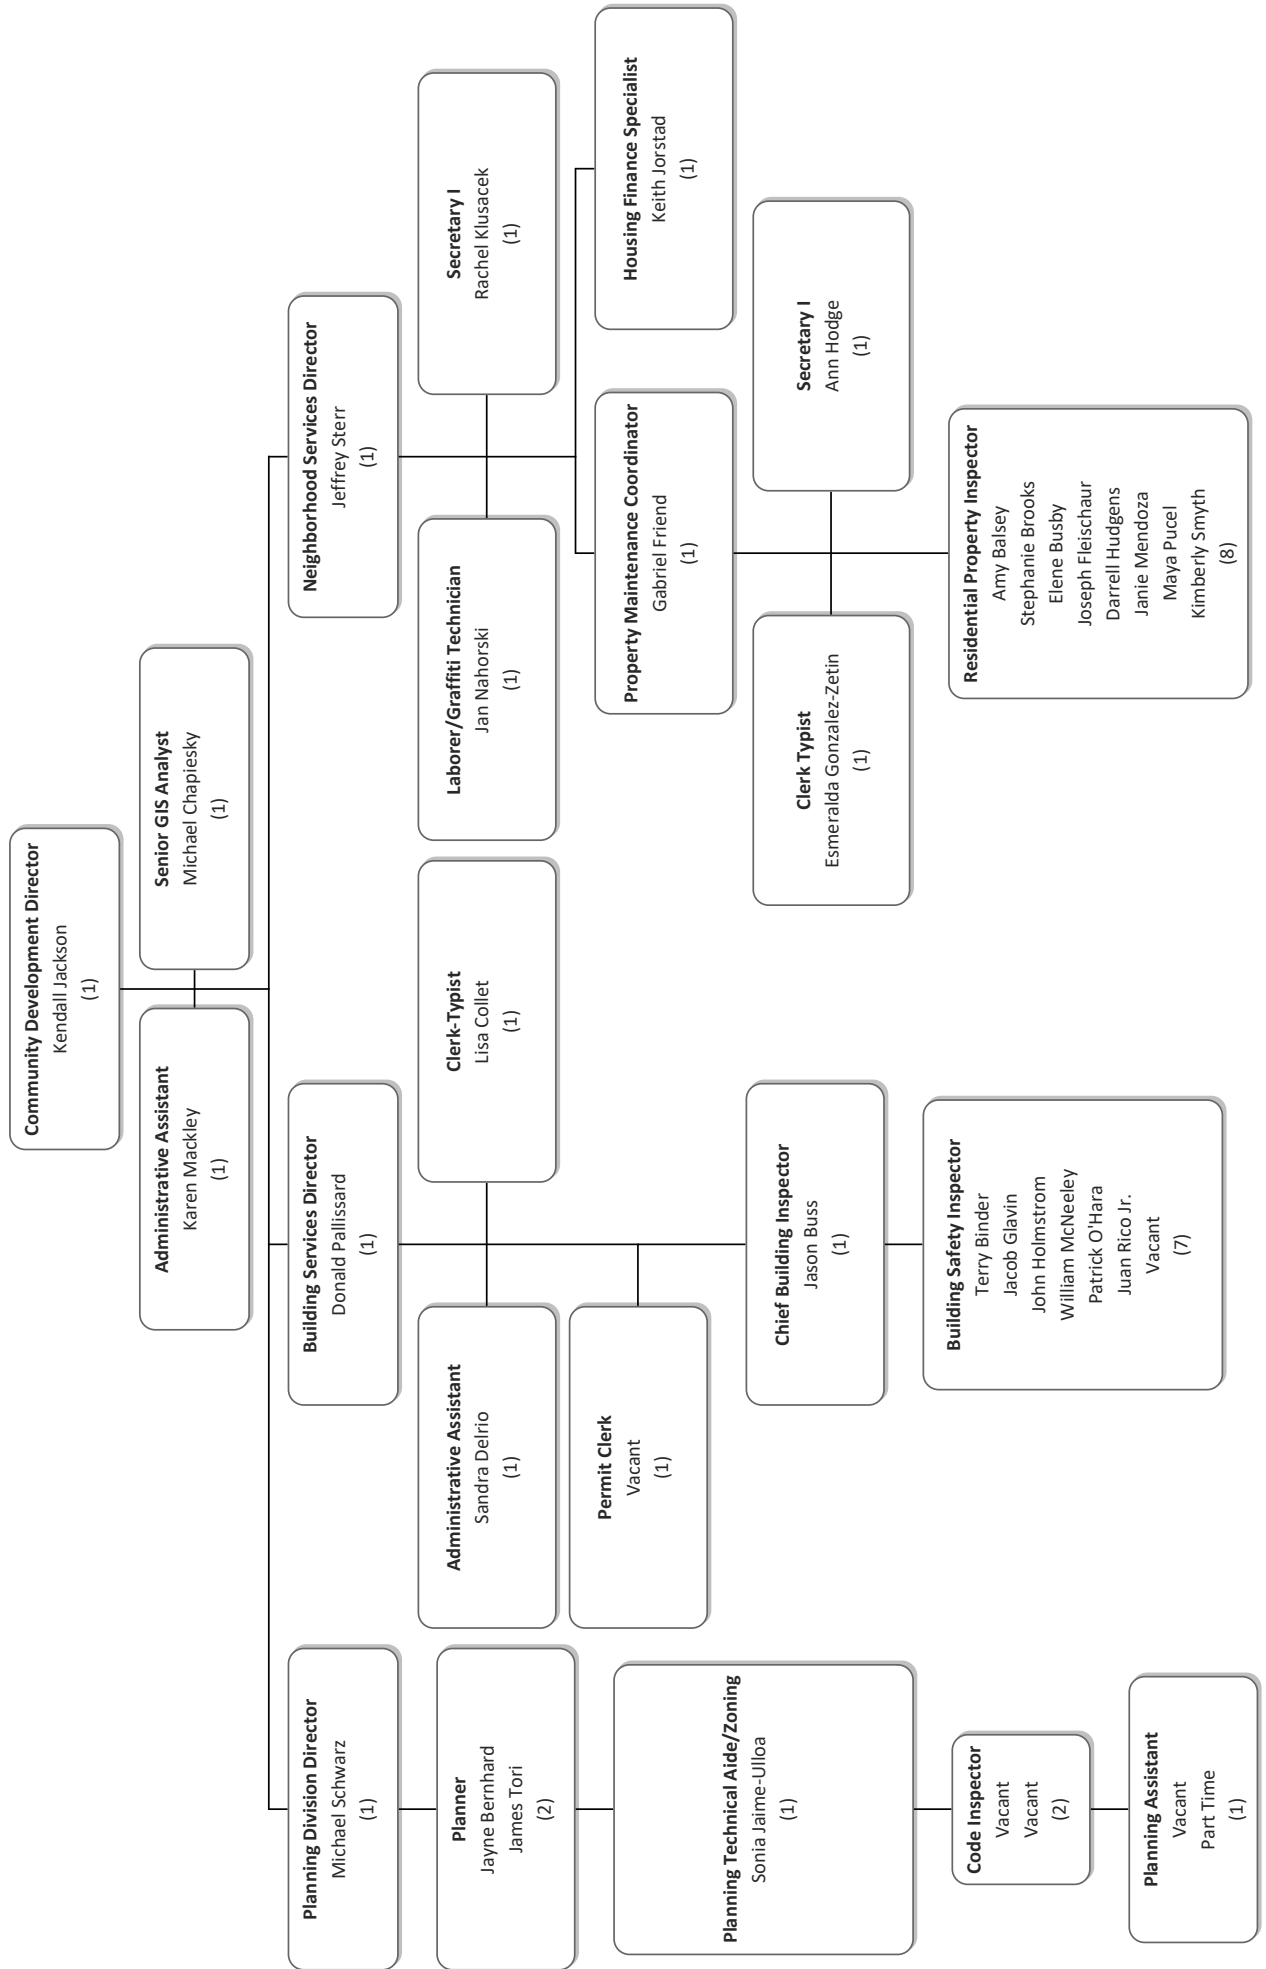 Community Development Director
Kendall Jackson
(1)
Administrative Assistant
Karen Mackley
(1)
Senior GIS Analyst
Michael Chapiesky
(1)
Planning Division Director
Michael Schwarz
(1)
Planner
Jayne Bernhard
James Tori
(2)
Planning Technical Aide/Zoning
Sonia Jaime-Ulloa
(1)
Code Inspector
Vacant
Vacant
(2)
Planning Assistant
Vacant
Part Time
(1)
Building Services Director
Donald Pallissard
(1)
Administrative Assistant
Sandra Delrio
(1)
Clerk-Typist
Lisa Collet
(1)
Permit Clerk
Vacant
(1)
Chief Building Inspector
Jason Buss
(1)
Building Safety Inspector
Terry Binder
Jacob Glavin
John Holmstrom
William McNeeley
Patrick O'Hara
Juan Rico Jr.
Vacant
(7)
Neighborhood Services Director
Jeffrey Sterr
(1)
Laborer/Graffiti Technician
Jan Nahorski
(1)
Secretary I
Rachel Klusacek
(1)
Property Maintenance Coordinator
Gabriel Friend
(1)
Housing Finance Specialist
Keith Jorstad
(1)
Clerk Typist
Esmeralda Gonzalez-Zetin
(1)
Secretary I
Ann Hodge
(1)
Residential Property Inspector
Amy Balsey
Stephanie Brooks
Elene Busby
Joseph Fleischaur
Darrell Hudgens
Janie Mendoza
Maya Pucel
Kimberly Smyth
(8)